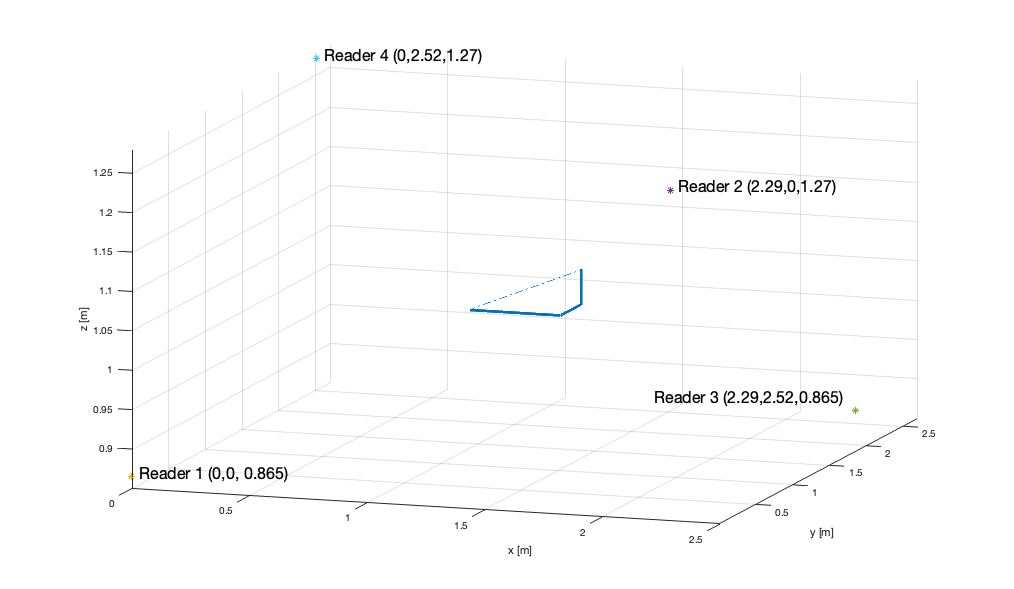 Reader 4 (0,2.52,1.27)
1.25
Reader 2 (2.29,0,1.27)
1.2
1.15
1.1
z [m]
1.05
1
0.95
Reader 3 (2.29,2.52,0.865)
0.9
2.5
2
Reader 1 (0,0, 0.865)
1.5
1
0
0.5
0.5
1
1.5
2
2.5
y [m]
x [m]